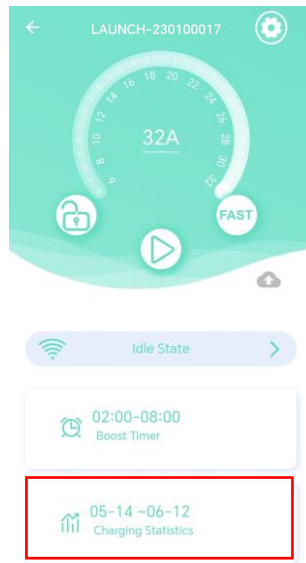 LAUNCH-230100017
6 8 10 12 14 16 18 20 22 24 26 28 30 32
32A
FAST
Idle State
02:00-08:00
Boost Timer
05-14 ~06-12
Charging Statistics